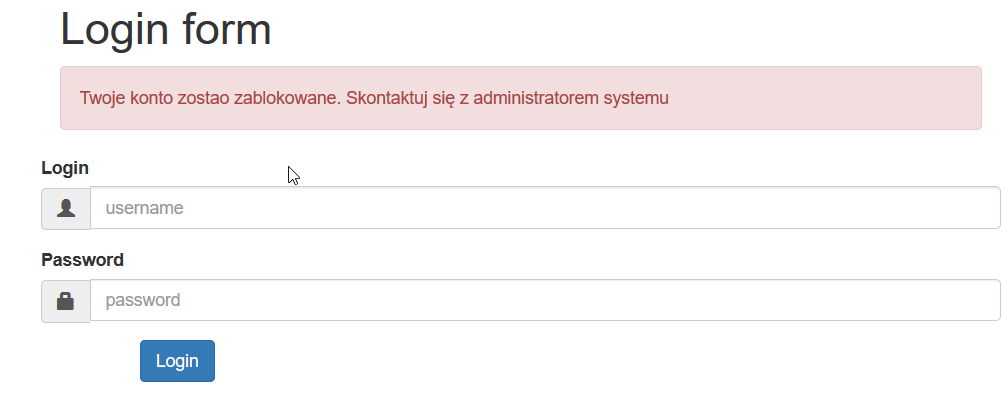 Login form
Twoje konto zostao zablokowane. Skontaktuj się z administratorem systemu
Login
username
Password
password
Login